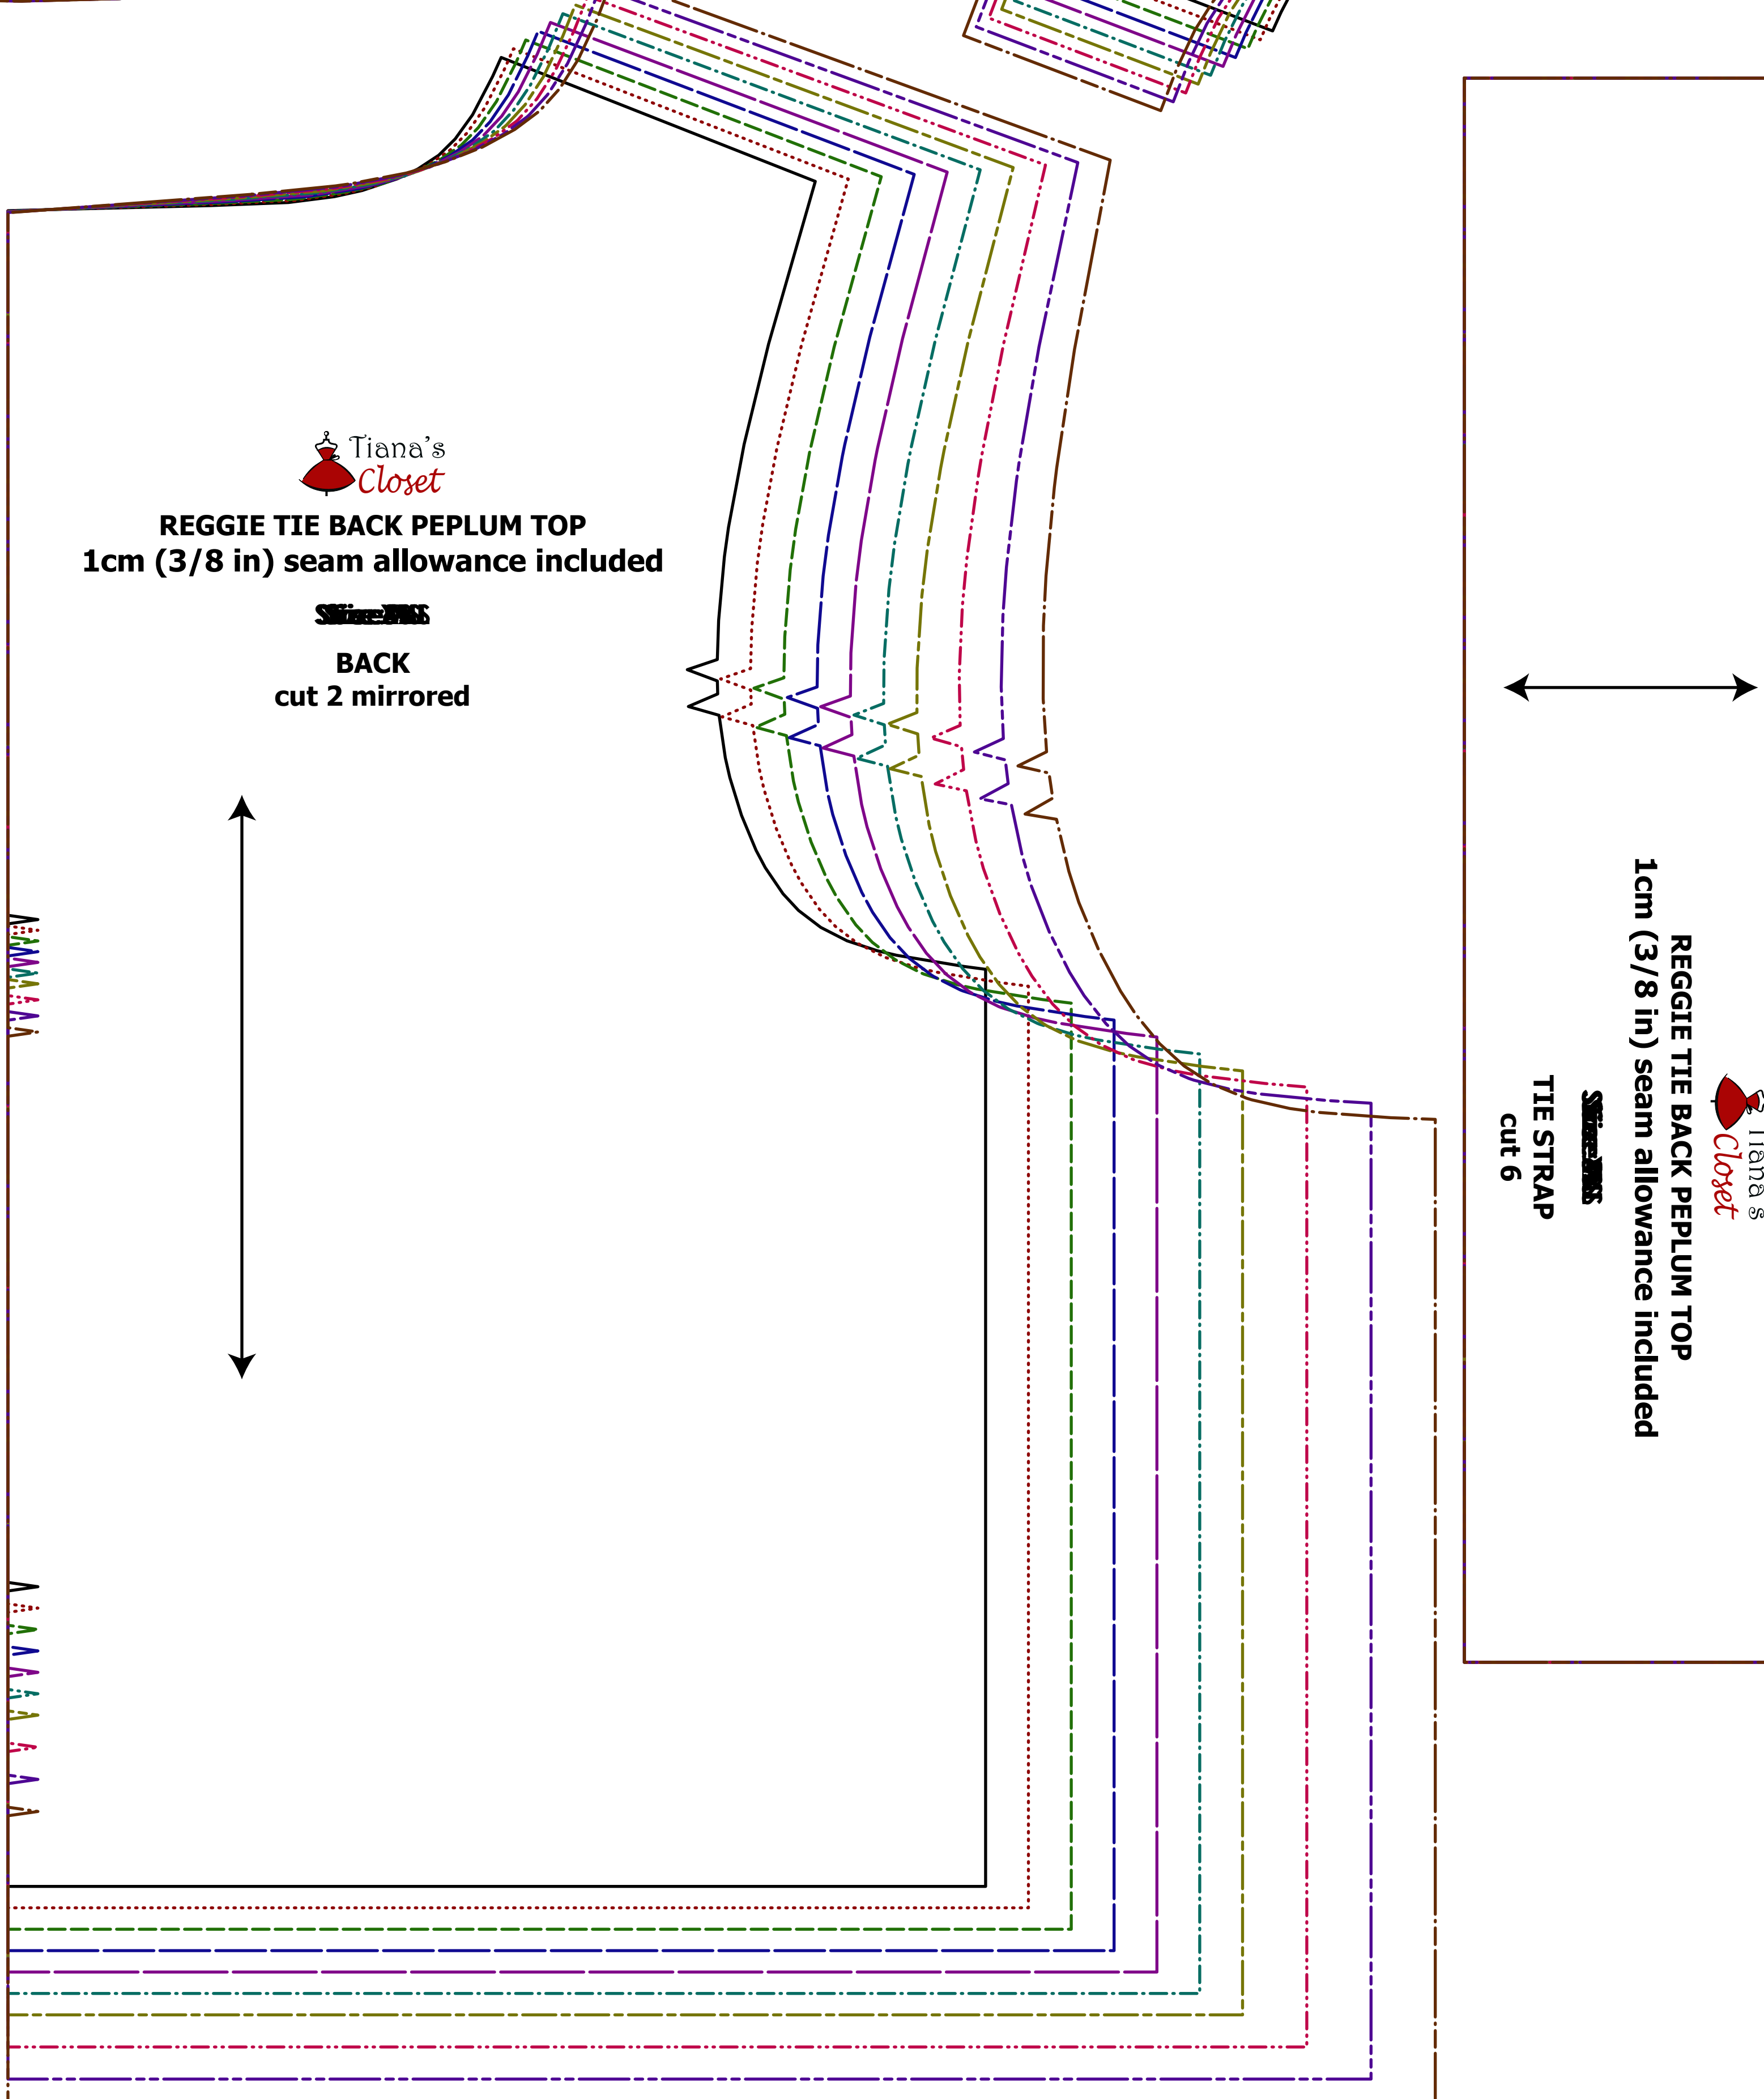 Tiana's
Closet
REGGIE TIE BACK PEPLUM TOP
1cm (3/8 in) seam allowance included
BACK
cut 2 mirrored
Tiana's
Closet
REGGIE TIE BACK PEPLUM TOP
1cm (3/8 in) seam allowance included
TIE STRAP
cut 6